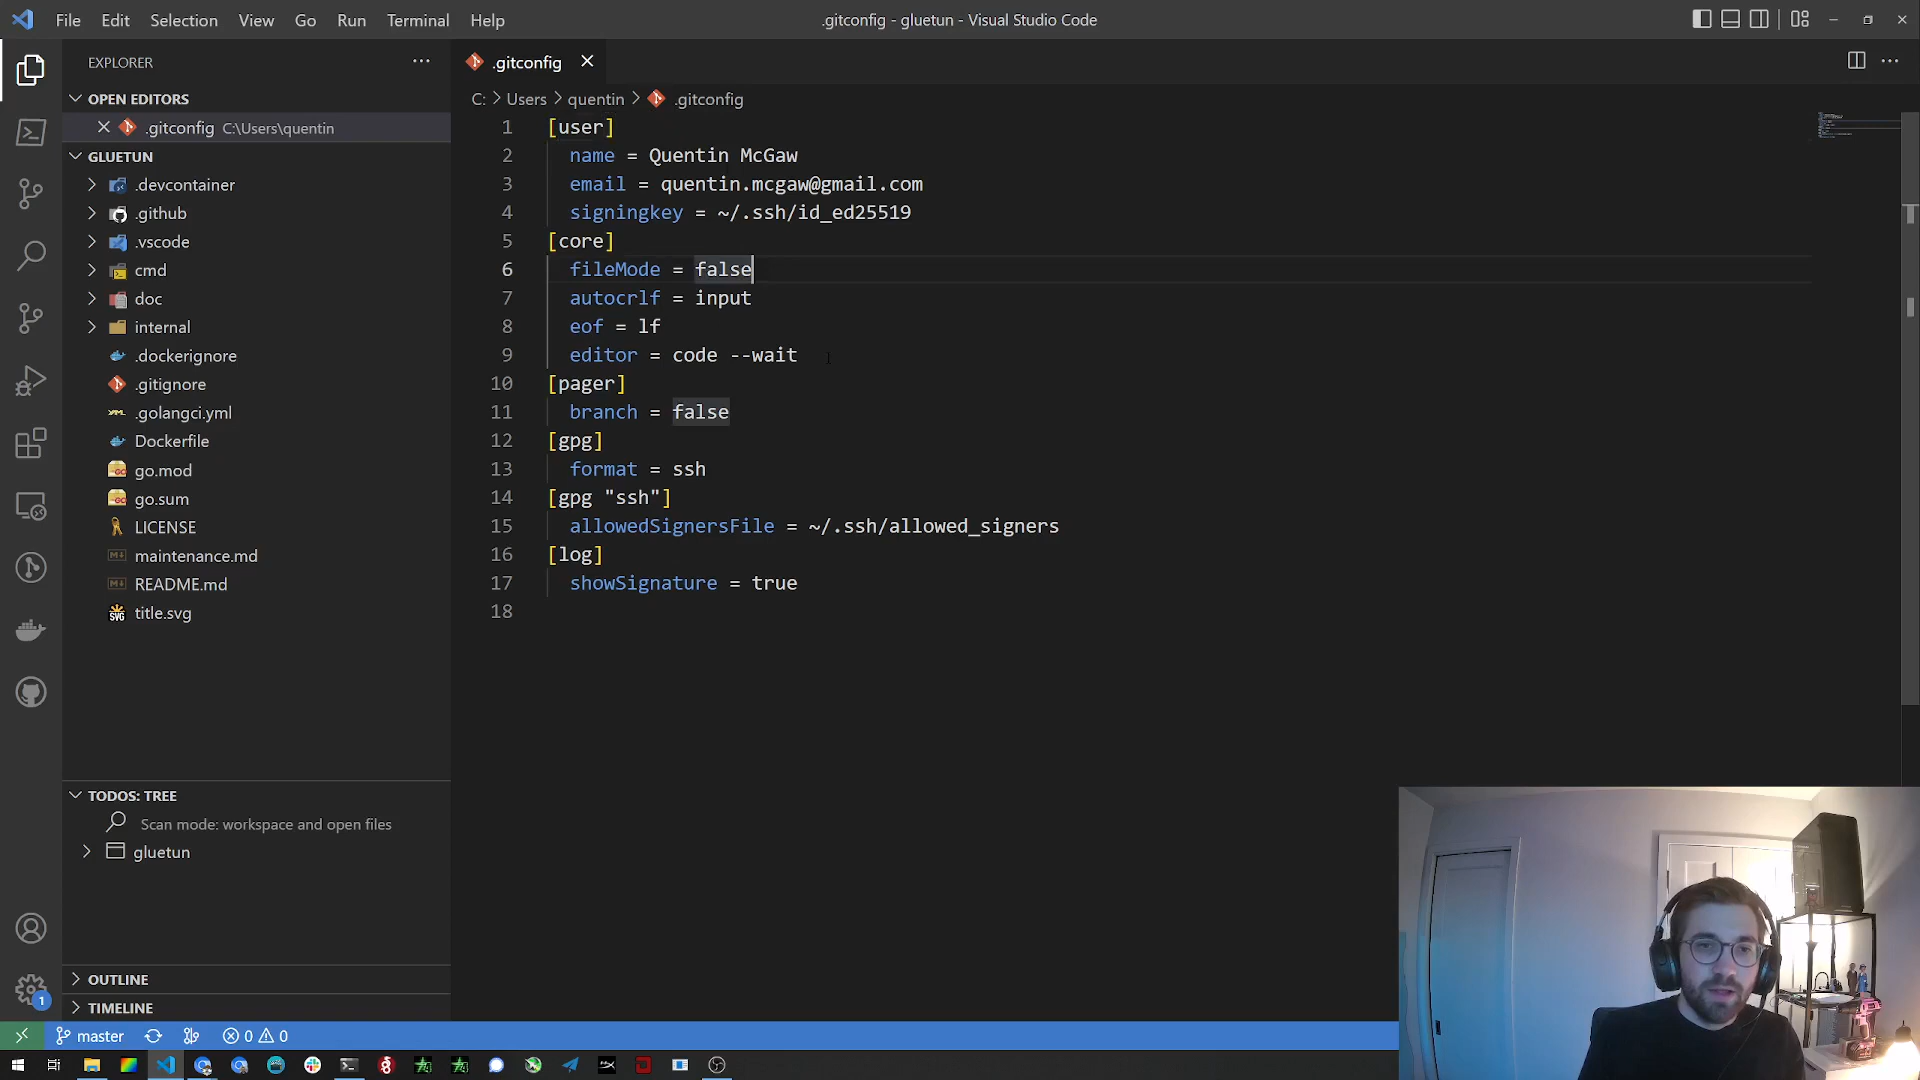 File Edit Selection View Go Run Terminal Help
.gitconfig - gluetun - Visual Studio Code
EXPLORER
OPEN EDITORS
.gitconfig C:\Users\quentin
GLUETUN
.devcontainer
.github
.vscode
cmd
doc
internal
.dockerignore
.gitignore
.golangci.yml
Dockerfile
go.mod
go.sum
LICENSE
maintenance.md
README.md
title.svg
TODOS: TREE
Scan mode: workspace and open files
gluetun
OUTLINE
TIMELINE
.gitconfig
C: > Users > quentin > .gitconfig
1 [user]
2 name = Quentin McGaw
3 email = quentin.mcgaw@gmail.com
4 signingkey = ~/.ssh/id_ed25519
5 [core]
6 fileMode = false
7 autocrlf = input
8 eof = lf
9 editor = code --wait
10 [pager]
11 branch = false
12 [gpg]
13 format = ssh
14 [gpg "ssh"]
15 allowedSignersFile = ~/.ssh/allowed_signers
16 [log]
17 showSignature = true
18
1
master 0 0